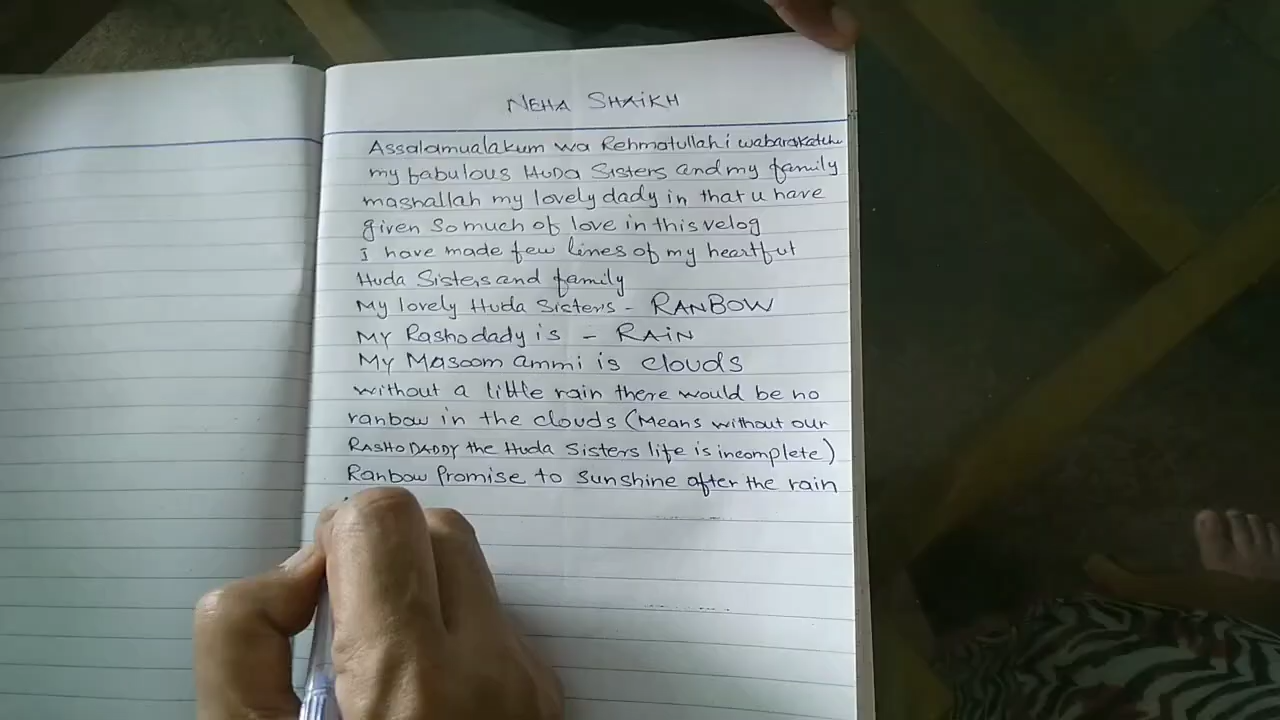 NEHA SHAIKH
Assalamualakum wa Rehmatullahi wabarakatehu
my fabulous HUDA Sisters and my family
mashallah my lovely dady in that u have
given so much of love in this velog
I have made few lines of my heartfut
Huda Sisters and family
My lovely Huda Sisters - RANBOW
My Rashodady is - RAIN
My Masoom ammi is clouds
without a little rain there would be no
ranbow in the clouds (Means without our
RASHODADDY the Huda Sisters life is incomplete)
Ranbow Promise to sunshine after the rain